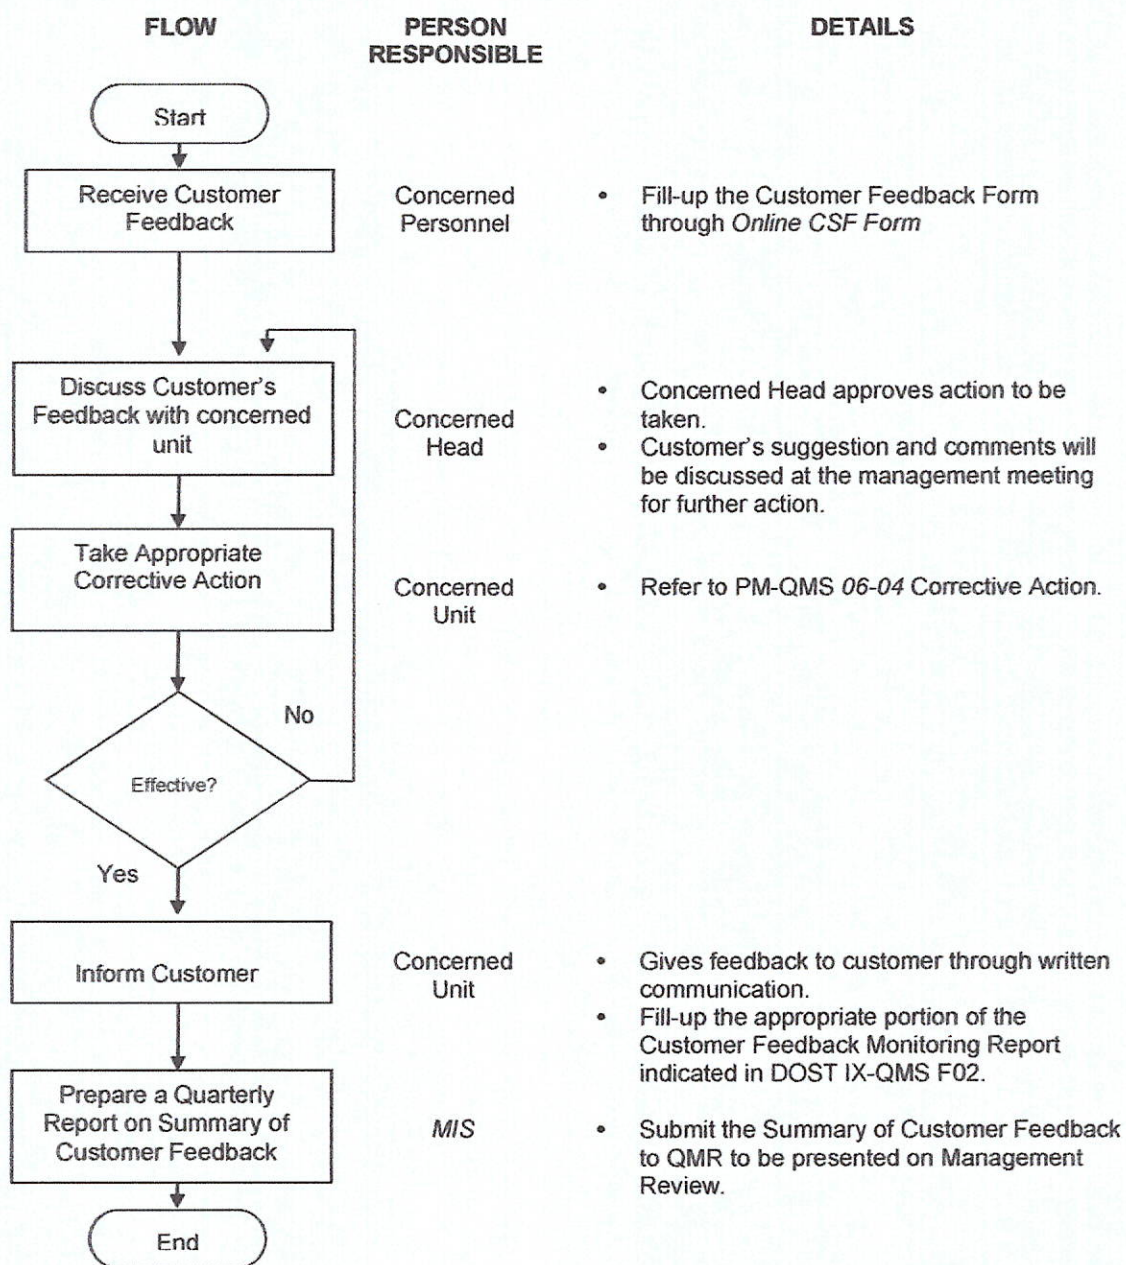 FLOW
PERSON
RESPONSIBLE
DETAILS
Start
Receive Customer
Feedback
Concerned
Personnel
• Fill-up the Customer Feedback Form
through Online CSF Form
Discuss Customer's
Feedback with concerned
unit
Concerned
Head
• Concerned Head approves action to be
taken.
• Customer's suggestion and comments will
be discussed at the management meeting
for further action.
Take Appropriate
Corrective Action
Concerned
Unit
• Refer to PM-QMS 06-04 Corrective Action.
No
Effective?
Yes
Inform Customer
Concerned
Unit
• Gives feedback to customer through written
communication.
• Fill-up the appropriate portion of the
Customer Feedback Monitoring Report
indicated in DOST IX-QMS F02.
Prepare a Quarterly
Report on Summary of
Customer Feedback
MIS
• Submit the Summary of Customer Feedback
to QMR to be presented on Management
Review.
End